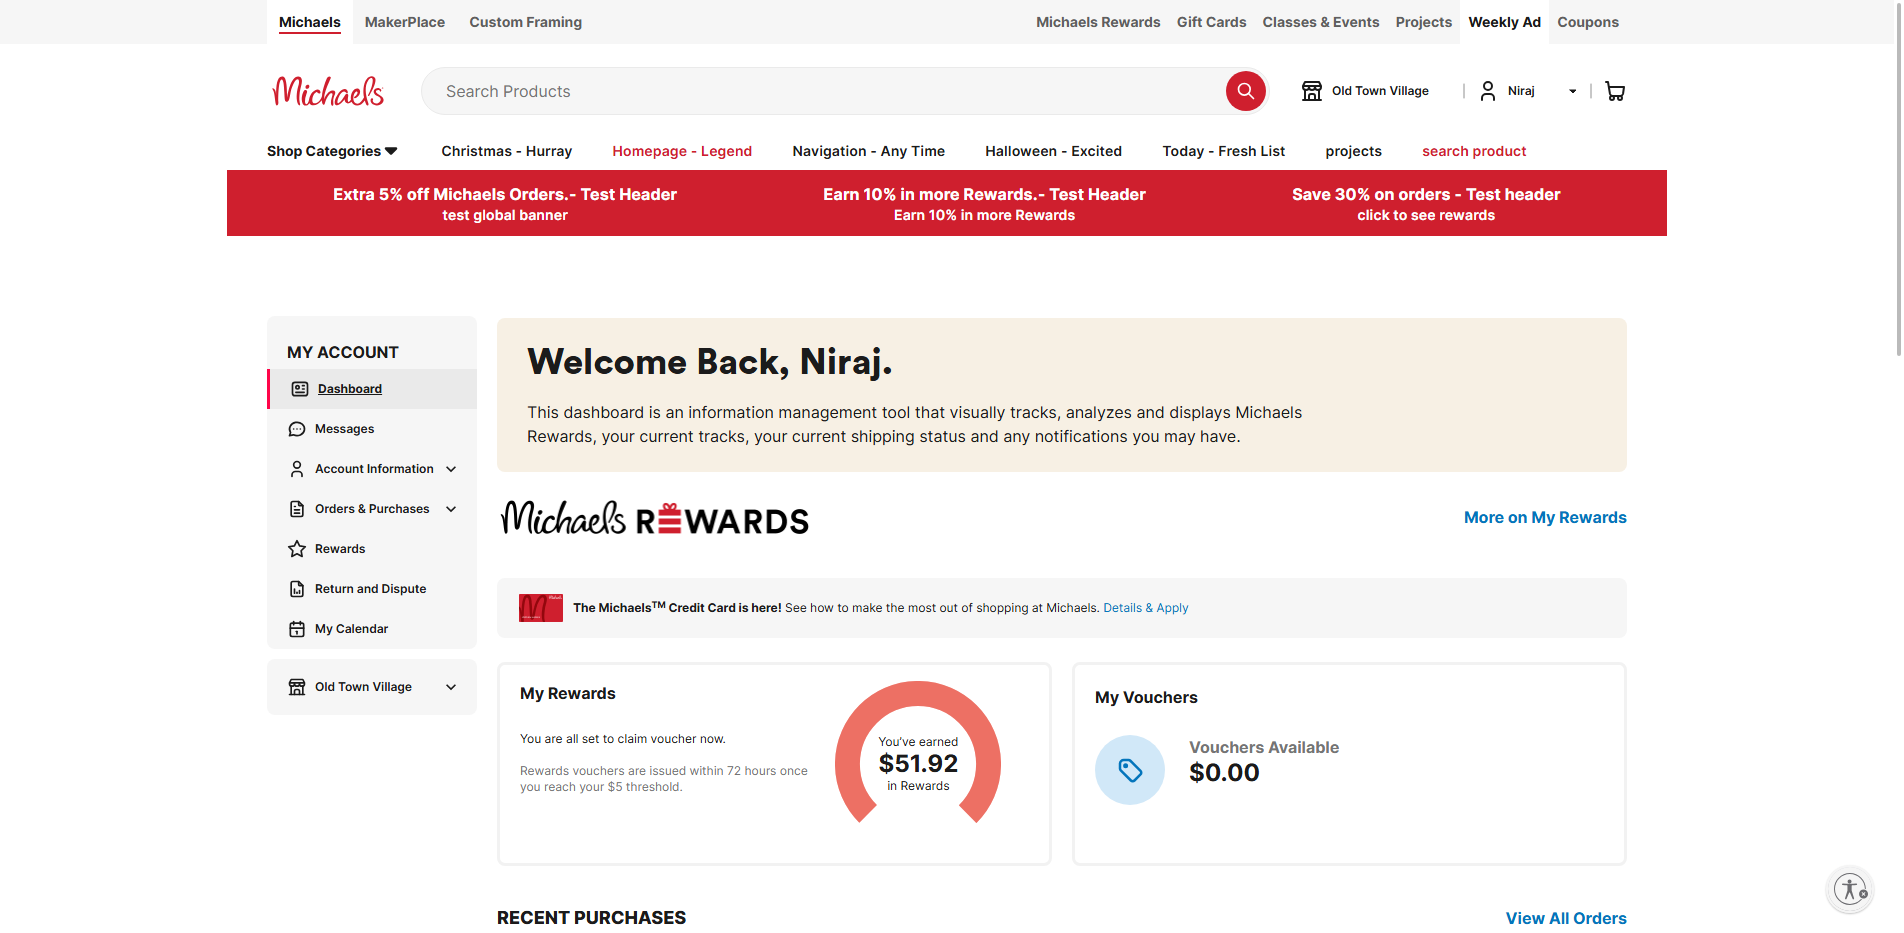 Michaels MakerPlace Custom Framing Michaels Rewards Gift Cards Classes & Events Projects Weekly Ad Coupons
Michaels Search Products Old Town Village Niraj
Shop Categories Christmas - Hurray Homepage - Legend Navigation - Any Time Halloween - Excited Today - Fresh List projects search product
Extra 5% off Michaels Orders.- Test Header
test global banner
Earn 10% in more Rewards.- Test Header
Earn 10% in more Rewards
Save 30% on orders - Test header
click to see rewards
MY ACCOUNT
Dashboard
Messages
Account Information
Orders & Purchases
Rewards
Return and Dispute
My Calendar
Old Town Village
Welcome Back, Niraj.
This dashboard is an information management tool that visually tracks, analyzes and displays Michaels
Rewards, your current tracks, your current shipping status and any notifications you may have.
Michaels REWARDS
More on My Rewards
The Michaels™ Credit Card is here! See how to make the most out of shopping at Michaels. Details & Apply
My Rewards
You are all set to claim voucher now.
Rewards vouchers are issued within 72 hours once
you reach your $5 threshold.
You've earned
$51.92
in Rewards
My Vouchers
Vouchers Available
$0.00
RECENT PURCHASES
View All Orders